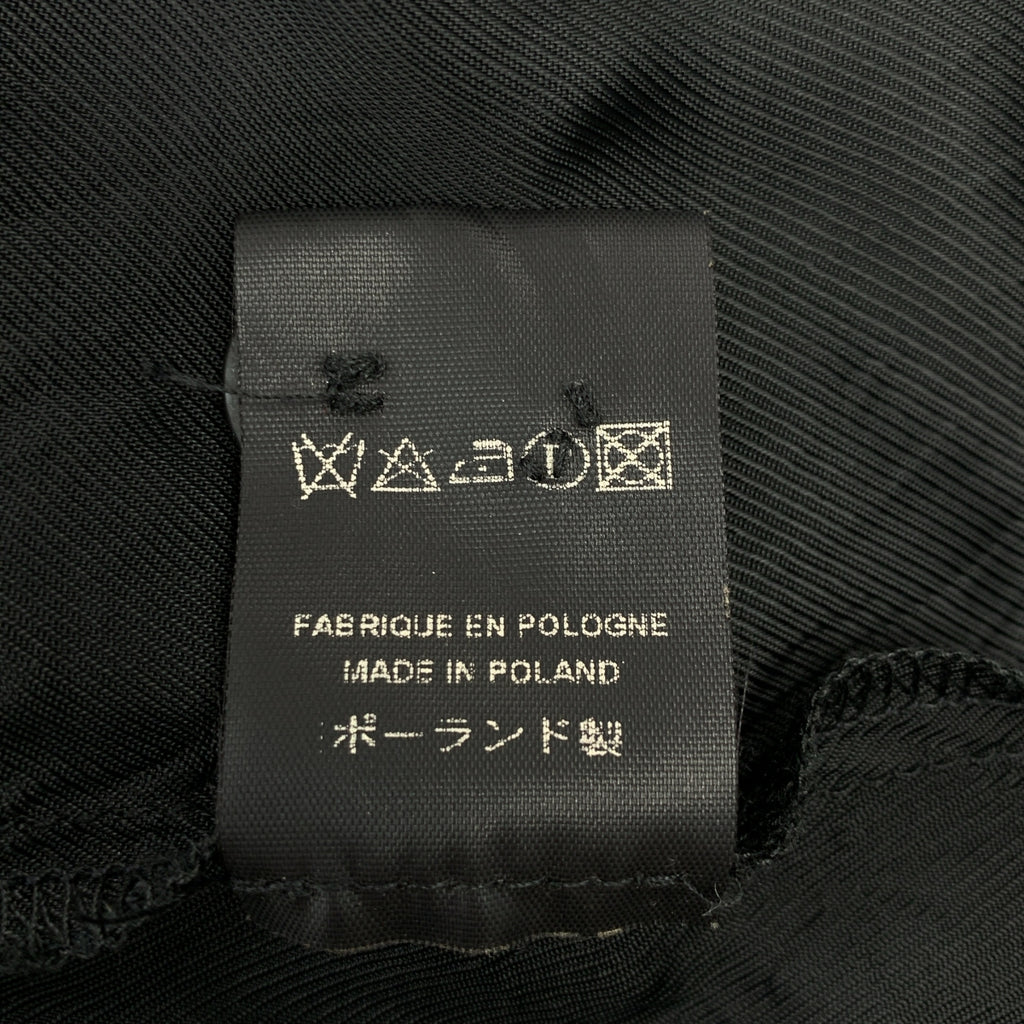 FABRIQUE EN POLOGNE
MADE IN POLAND
ポーランド製